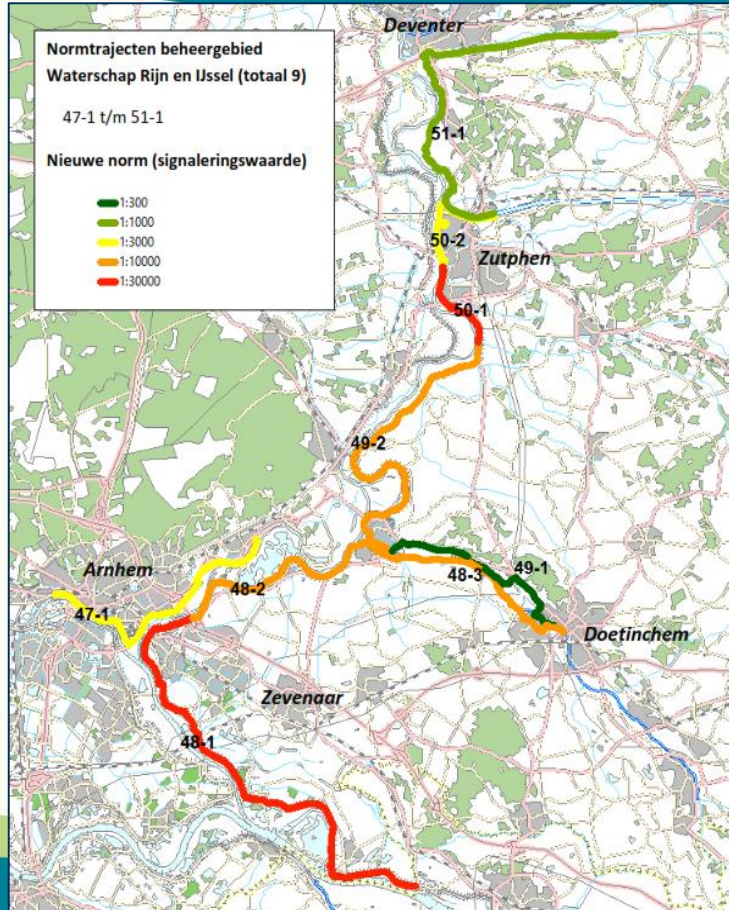 Normtrajecten beheergebied
Waterschap Rijn en IJssel (totaal 9)
47-1 t/m 51-1
Nieuwe norm (signaleringswaarde)
1:300
1:1000
1:3000
1:10000
1:30000
Deventer
51-1
50-2
Zutphen
50-1
49-2
Arnhem
48-2
49-1
48-3
47-1
Doetinchem
Zevenaar
48-1